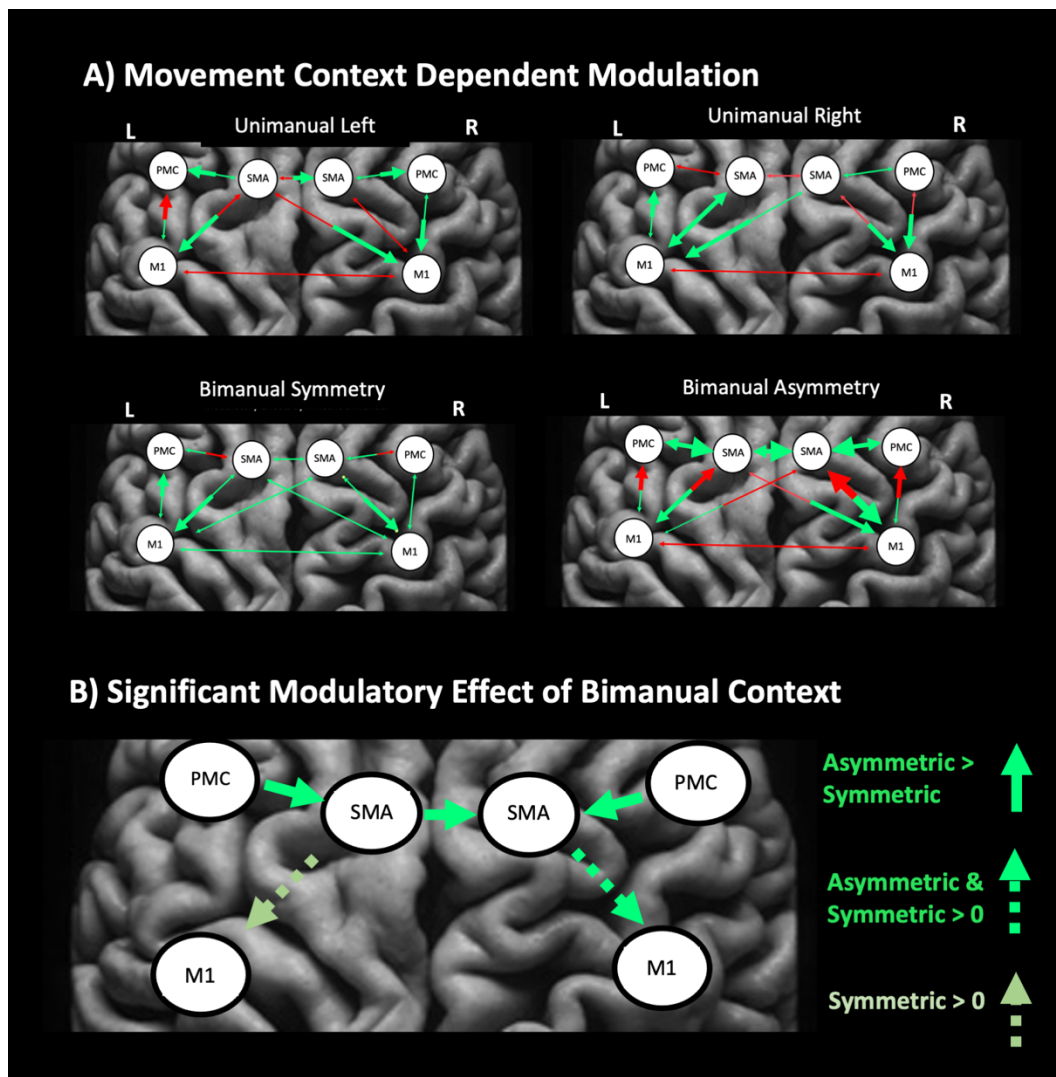 A) Movement Context Dependent Modulation
L Unimanual Left R
PMC SMA SMA PMC
M1 M1
L Unimanual Right R
PMC SMA SMA PMC
M1 M1
L Bimanual Symmetry R
PMC SMA SMA PMC
M1 M1
L Bimanual Asymmetry R
PMC SMA SMA PMC
M1 M1
B) Significant Modulatory Effect of Bimanual Context
PMC SMA SMA PMC
M1 M1
Asymmetric >
Symmetric
Asymmetric &
Symmetric > 0
Symmetric > 0